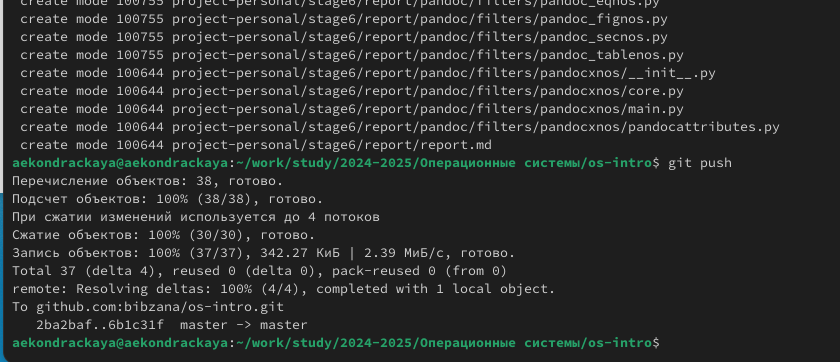 create mode 100755 project-personal/stage6/report/pandoc/filters/pandoc_eqnos.py
create mode 100755 project-personal/stage6/report/pandoc/filters/pandoc_fignos.py
create mode 100755 project-personal/stage6/report/pandoc/filters/pandoc_secnos.py
create mode 100755 project-personal/stage6/report/pandoc/filters/pandoc_tablenos.py
create mode 100644 project-personal/stage6/report/pandoc/filters/pandocxnos/__init__.py
create mode 100644 project-personal/stage6/report/pandoc/filters/pandocxnos/core.py
create mode 100644 project-personal/stage6/report/pandoc/filters/pandocxnos/main.py
create mode 100644 project-personal/stage6/report/pandoc/filters/pandocxnos/pandocattributes.py
create mode 100644 project-personal/stage6/report/report.md
aekondrackaya@aekondrackaya:~/work/study/2024-2025/Операционные системы/os-intro$ git push
Перечисление объектов: 38, готово.
Подсчет объектов: 100% (38/38), готово.
При сжатии изменений используется до 4 потоков
Сжатие объектов: 100% (30/30), готово.
Запись объектов: 100% (37/37), 342.27 КиБ | 2.39 МиБ/с, готово.
Total 37 (delta 4), reused 0 (delta 0), pack-reused 0 (from 0)
remote: Resolving deltas: 100% (4/4), completed with 1 local object.
To github.com:bibzana/os-intro.git
2ba2baf..6b1c31f  master -> master
aekondrackaya@aekondrackaya:~/work/study/2024-2025/Операционные системы/os-intro$